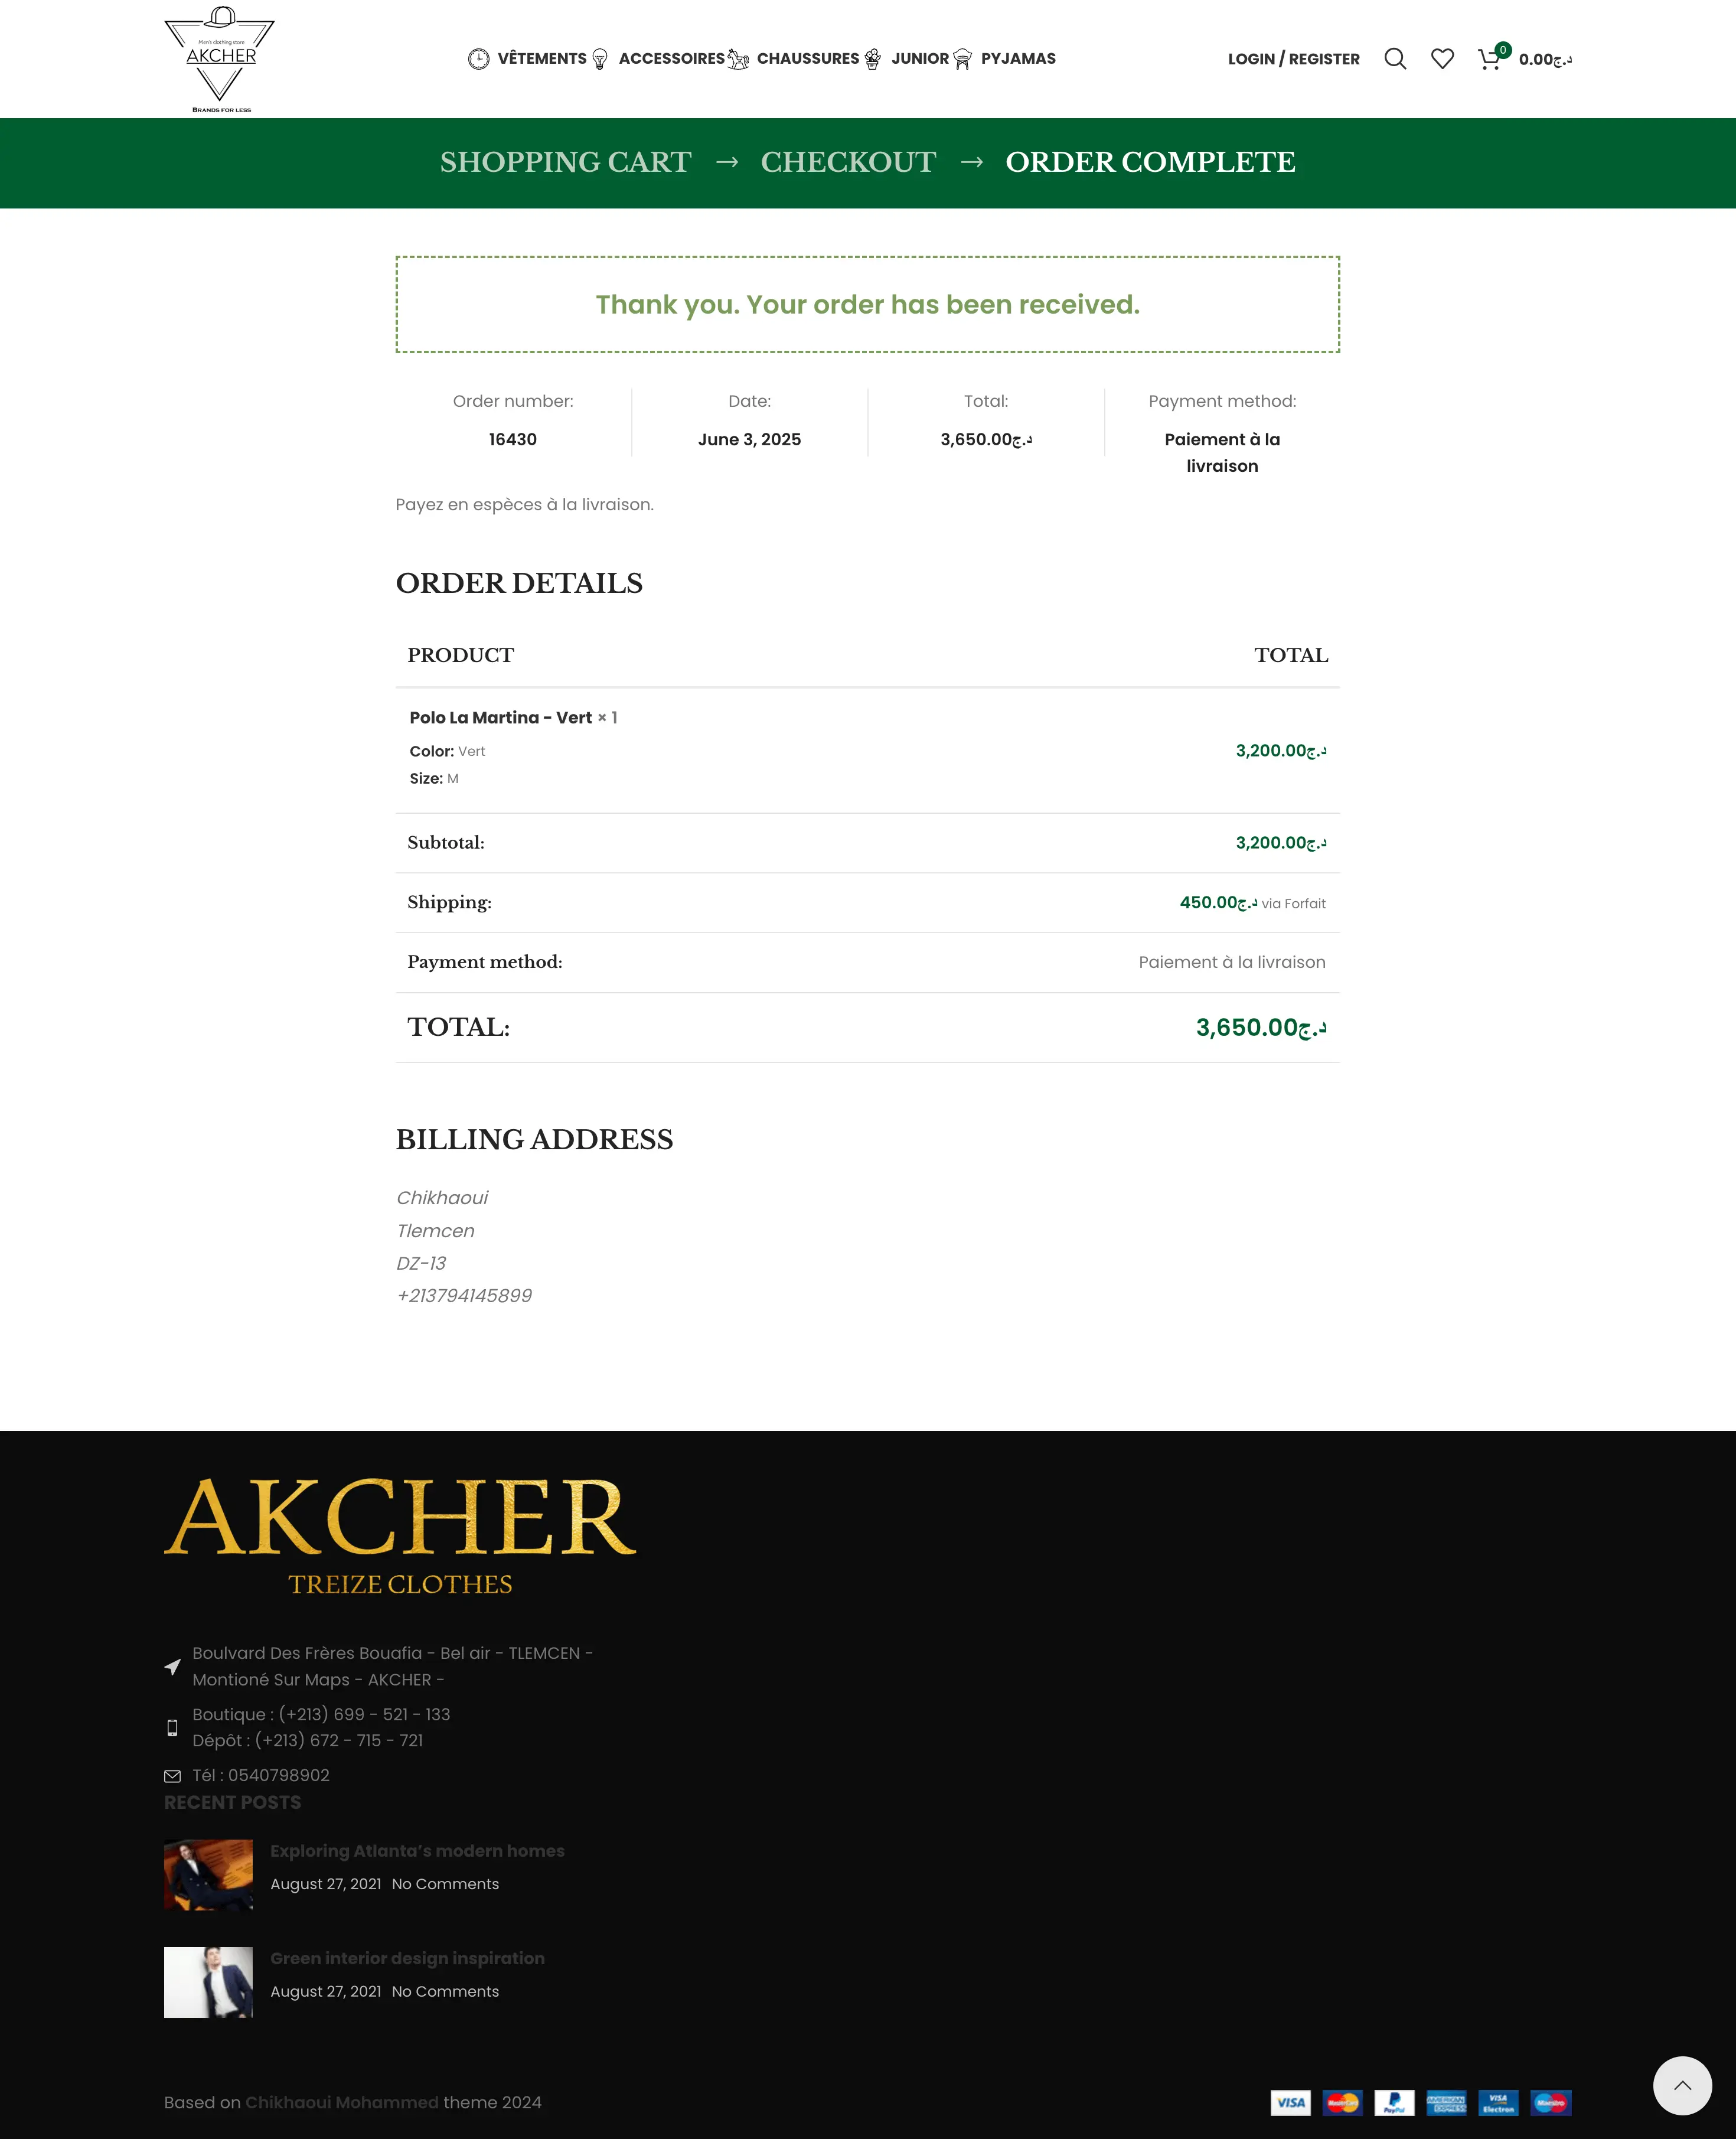 Men's clothing store
AKCHER
BRANDS FOR LESS
VÊTEMENTS ACCESSOIRES CHAUSSURES JUNIOR PYJAMAS
LOGIN / REGISTER 0 0.00د.ج
SHOPPING CART → CHECKOUT → ORDER COMPLETE
Thank you. Your order has been received.
Order number:
16430
Date:
June 3, 2025
Total:
3,650.00د.ج
Payment method:
Paiement à la
livraison
Payez en espèces à la livraison.
ORDER DETAILS
PRODUCT TOTAL
Polo La Martina - Vert × 1
Color: Vert
Size: M
3,200.00د.ج
Subtotal: 3,200.00د.ج
Shipping: 450.00د.ج via Forfait
Payment method: Paiement à la livraison
TOTAL: 3,650.00د.ج
BILLING ADDRESS
Chikhaoui
Tlemcen
DZ-13
+213794145899
AKCHER
TREIZE CLOTHES
Boulvard Des Frères Bouafia - Bel air - TLEMCEN -
Montioné Sur Maps - AKCHER -
Boutique : (+213) 699 - 521 - 133
Dépôt : (+213) 672 - 715 - 721
Tél : 0540798902
RECENT POSTS
Exploring Atlanta's modern homes
August 27, 2021 No Comments
Green interior design inspiration
August 27, 2021 No Comments
Based on Chikhaoui Mohammed theme 2024
VISA MasterCard PayPal AMERICAN EXPRESS VISA Electron Maestro